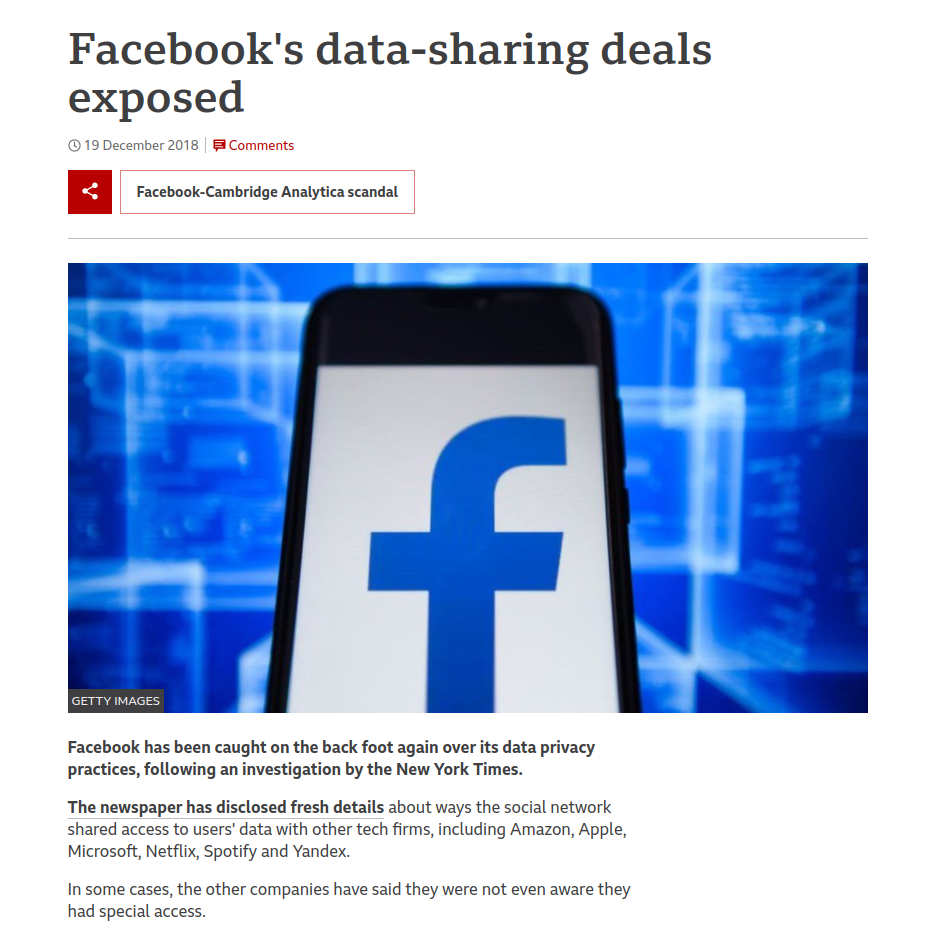 Facebook's data-sharing deals
exposed
19 December 2018
Comments
Facebook-Cambridge Analytica scandal
f
GETTY IMAGES
Facebook has been caught on the back foot again over its data privacy
practices, following an investigation by the New York Times.
The newspaper has disclosed fresh details about ways the social network
shared access to users' data with other tech firms, including Amazon, Apple,
Microsoft, Netflix, Spotify and Yandex.
In some cases, the other companies have said they were not even aware they
had special access.